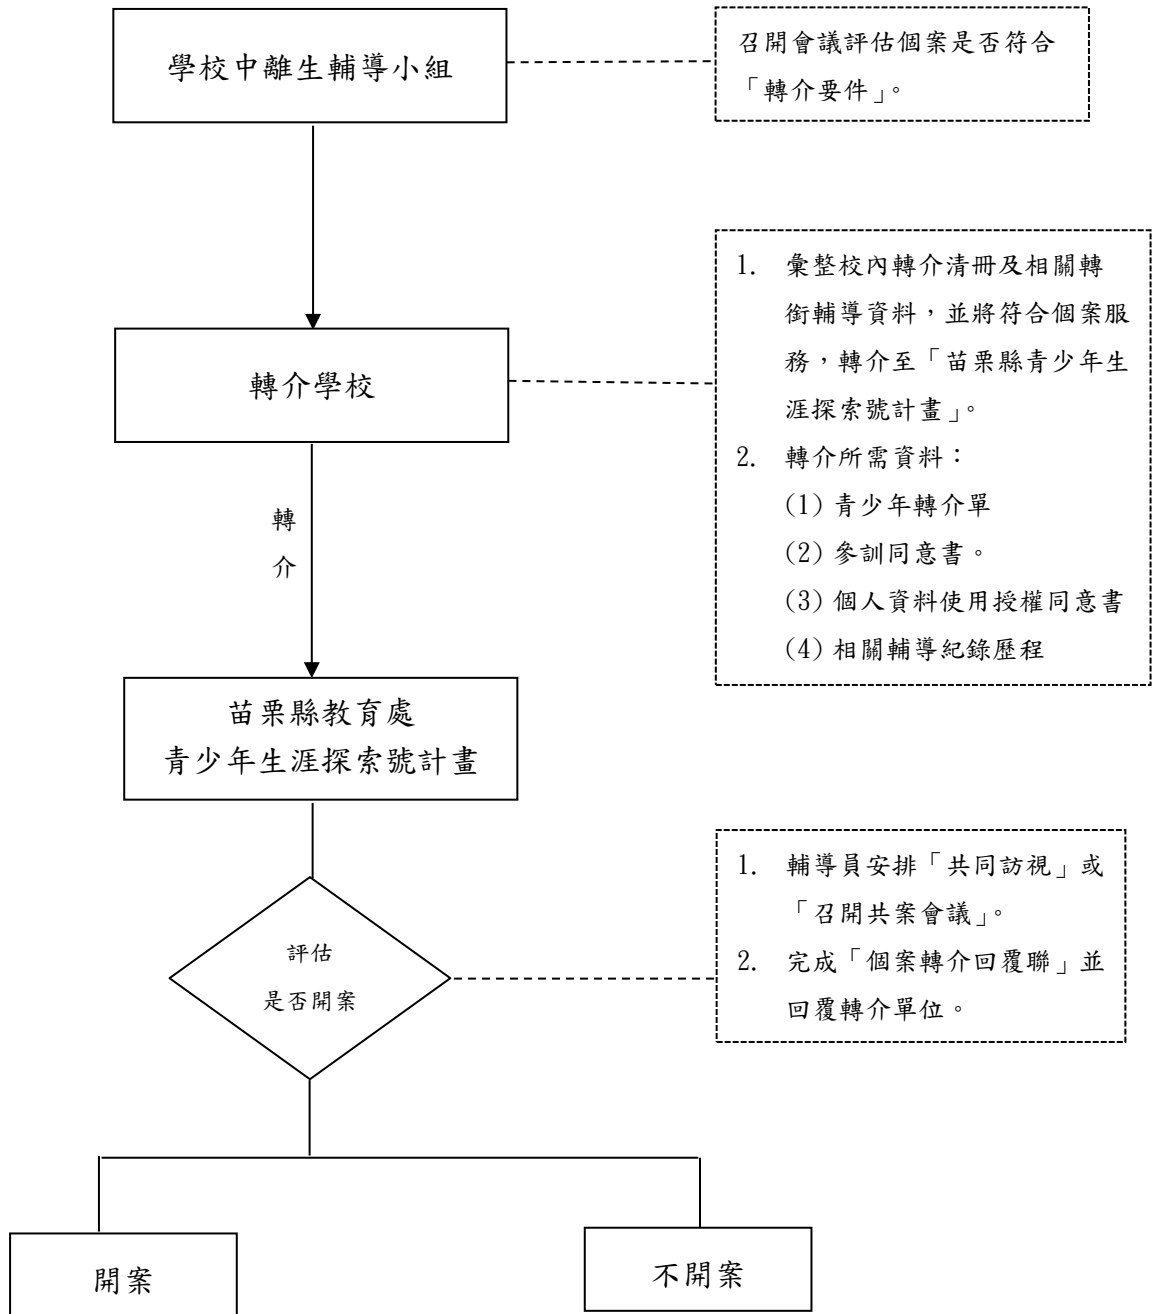 學校中離生輔導小組
召開會議評估個案是否符合
「轉介要件」。
轉介學校
1. 彙整校內轉介清冊及相關轉
銜輔導資料,並將符合個案服
務,轉介至「苗栗縣青少年生
涯探索號計畫」。
2. 轉介所需資料:
(1) 青少年轉介單
(2) 參訓同意書。
(3) 個人資料使用授權同意書
(4) 相關輔導紀錄歷程
轉
介
苗栗縣教育處
青少年生涯探索號計畫
1. 輔導員安排「共同訪視」或
「召開共案會議」。
2. 完成「個案轉介回覆聯」並
回覆轉介單位。
評估
是否開案
開案
不開案